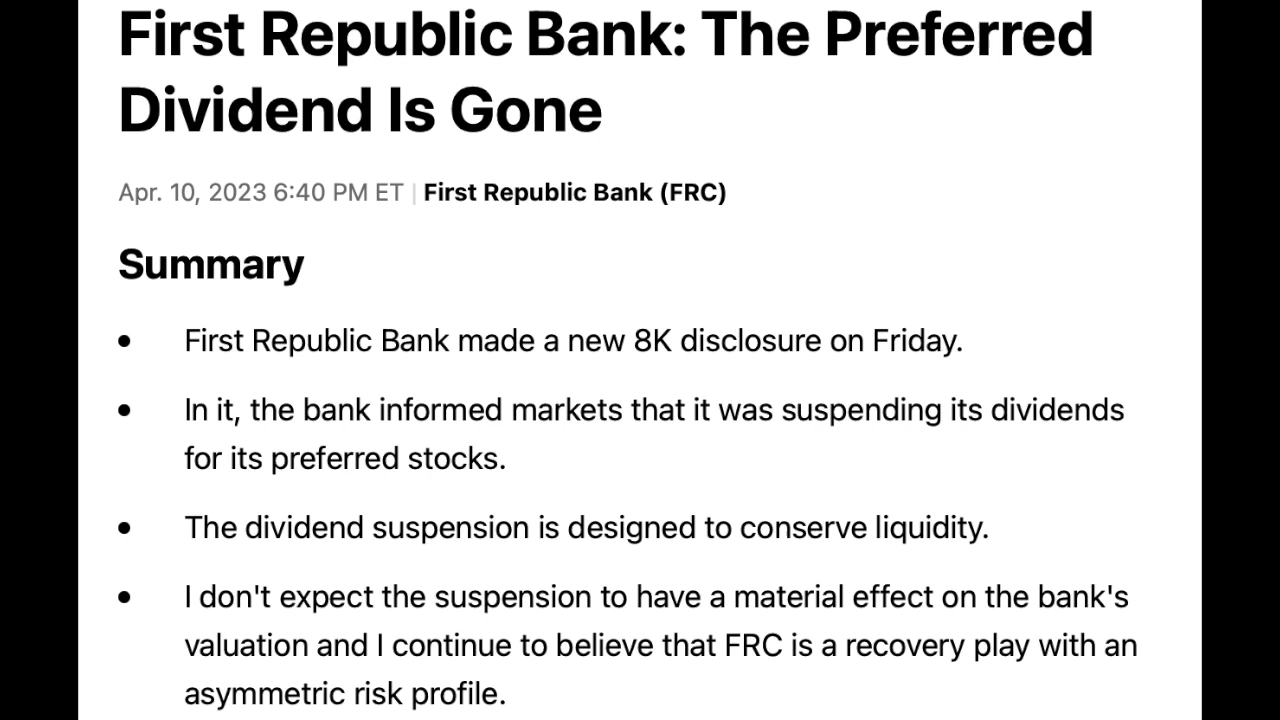 First Republic Bank: The Preferred
Dividend Is Gone
Apr. 10, 2023 6:40 PM ET | First Republic Bank (FRC)
Summary
• First Republic Bank made a new 8K disclosure on Friday.
• In it, the bank informed markets that it was suspending its dividends
for its preferred stocks.
• The dividend suspension is designed to conserve liquidity.
• I don't expect the suspension to have a material effect on the bank's
valuation and I continue to believe that FRC is a recovery play with an
asymmetric risk profile.